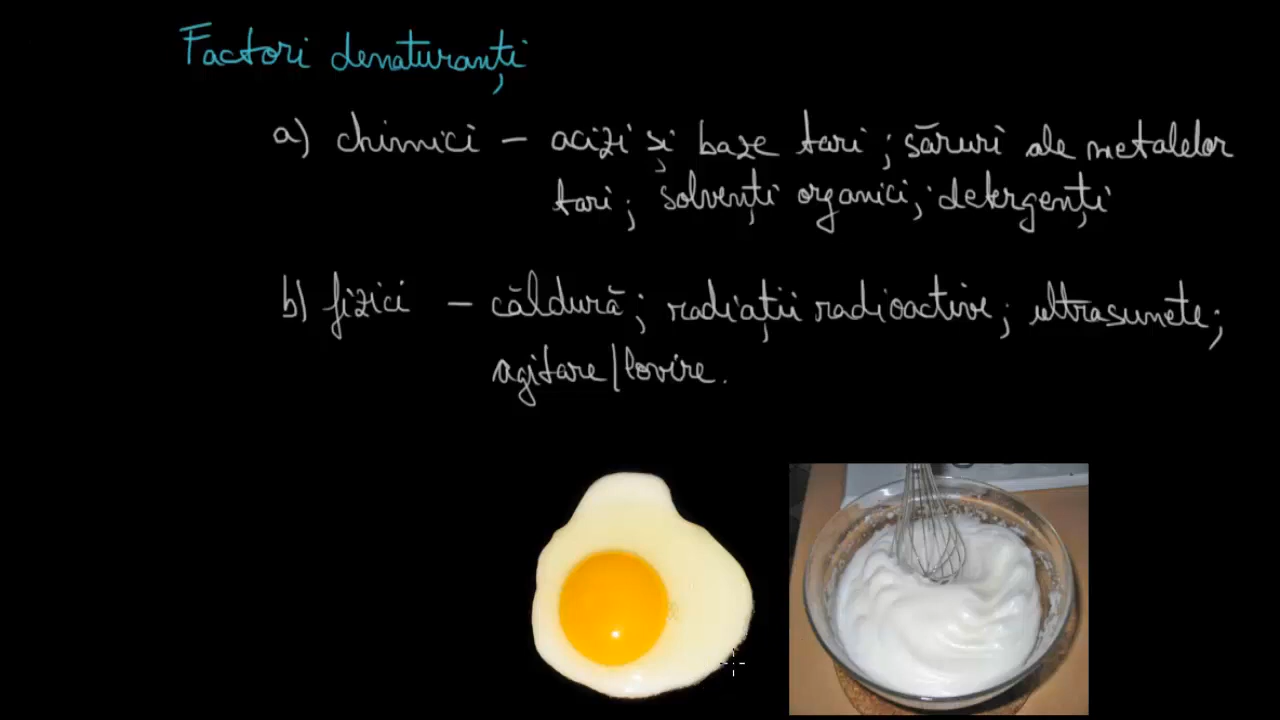 Factori denaturanți
a) chimici – acizi și baze tari; săruri ale metalelor
tari; solvenți organici; detergenți
b) fizici – căldură; radiații radioactive; ultrasunete;
agitare/lovire.